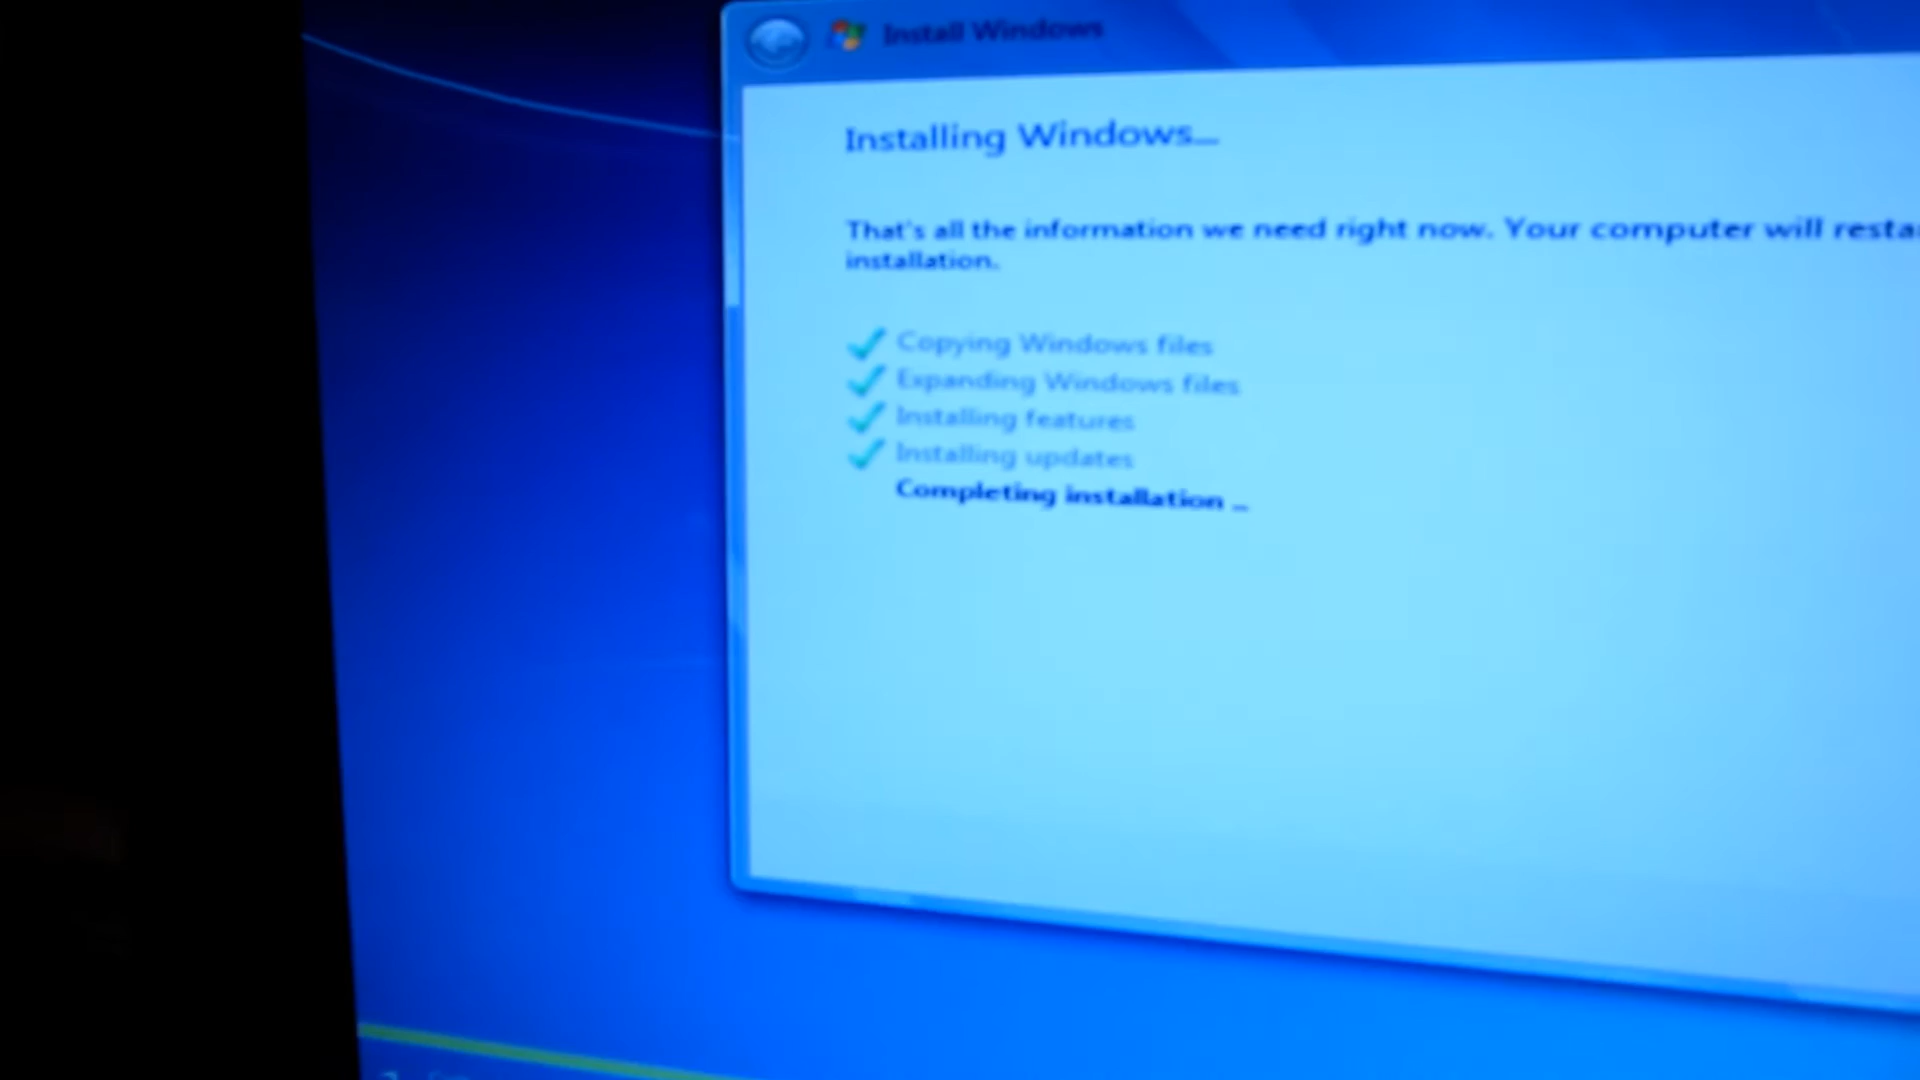 Install Windows
Installing Windows...
That's all the information we need right now. Your computer will resta
installation.
Copying Windows files
Expanding Windows files
Installing features
Installing updates
Completing installation ...